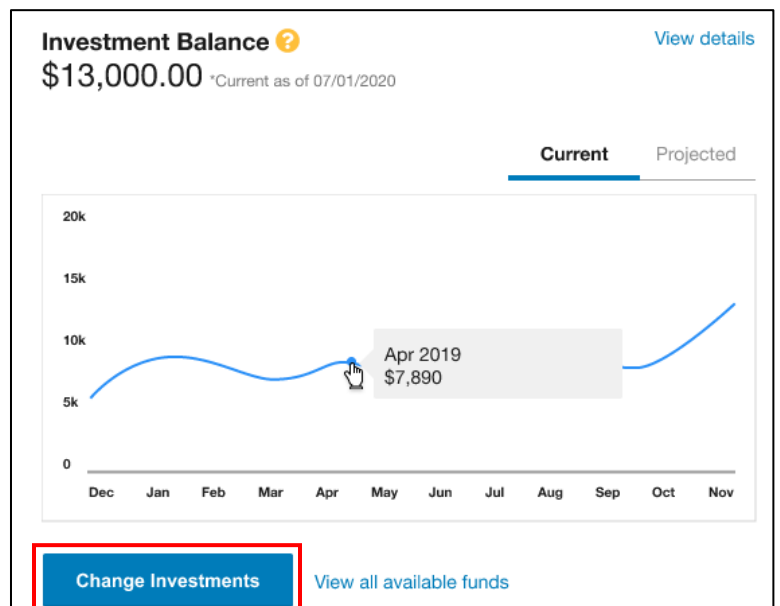 Investment Balance ?
View details
$13,000.00 *Current as of 07/01/2020
Current Projected
20k
15k
10k
5k
0
Apr 2019
$7,890
Dec Jan Feb Mar Apr May Jun Jul Aug Sep Oct Nov
Change Investments
View all available funds